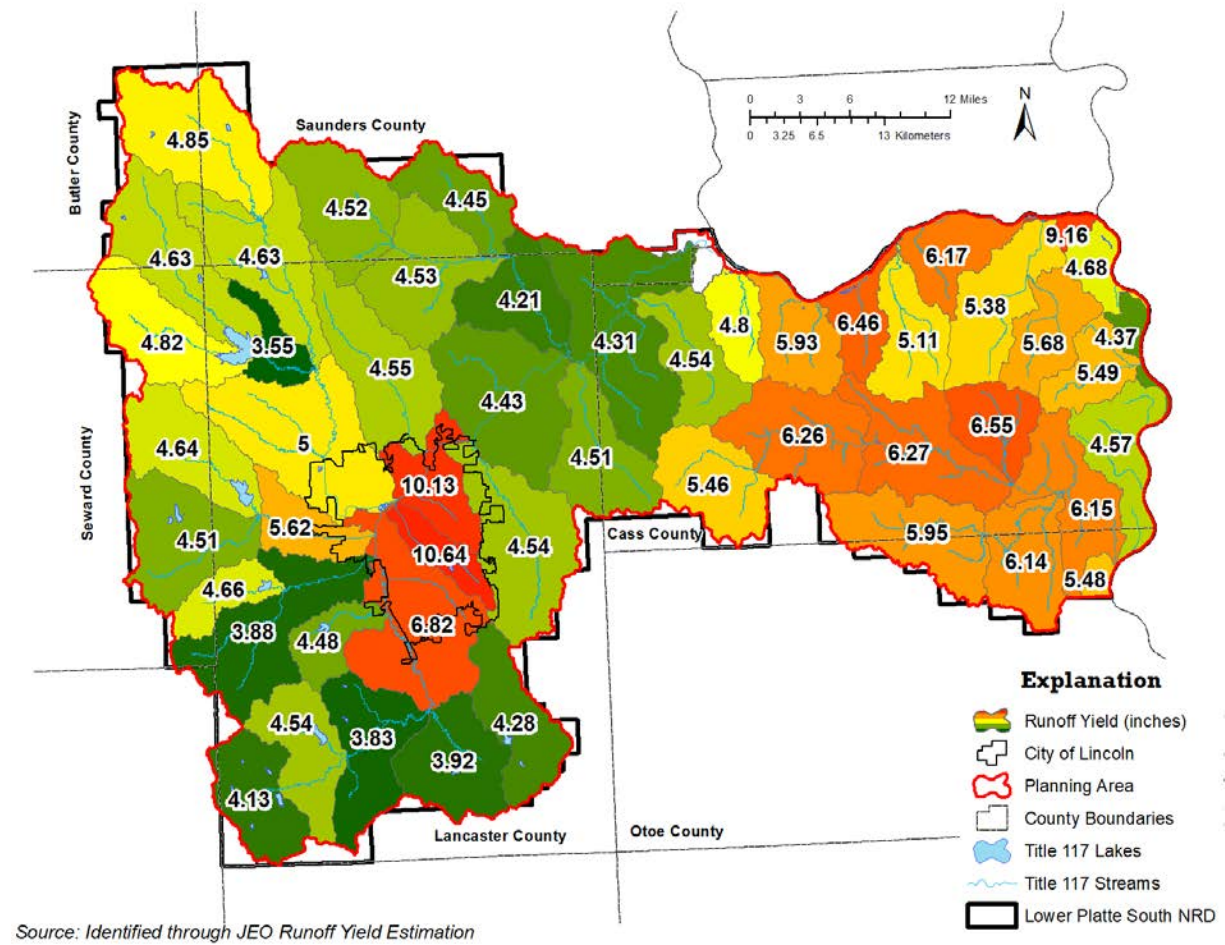 0 3 6 12 Miles
0 3.25 6.5 13 Kilometers
N
Butler County
Saunders County
4.85
4.52
4.45
4.63
4.63
4.53
4.21
6.17
9.16
4.68
4.82
3.55
4.55
4.31
4.54
4.8
5.93
6.46
5.11
5.38
5.68
4.37
5.49
4.43
Seward County
4.64
5
4.51
6.26
6.27
6.55
4.57
10.13
5.46
4.51
5.62
10.64
4.54
Cass County
5.95
6.14
6.15
5.48
4.66
3.88
4.48
6.82
4.54
3.83
3.92
4.28
4.13
Lancaster County
Otoe County
Explanation
Runoff Yield (inches)
City of Lincoln
Planning Area
County Boundaries
Title 117 Lakes
Title 117 Streams
Lower Platte South NRD
Source: Identified through JEO Runoff Yield Estimation